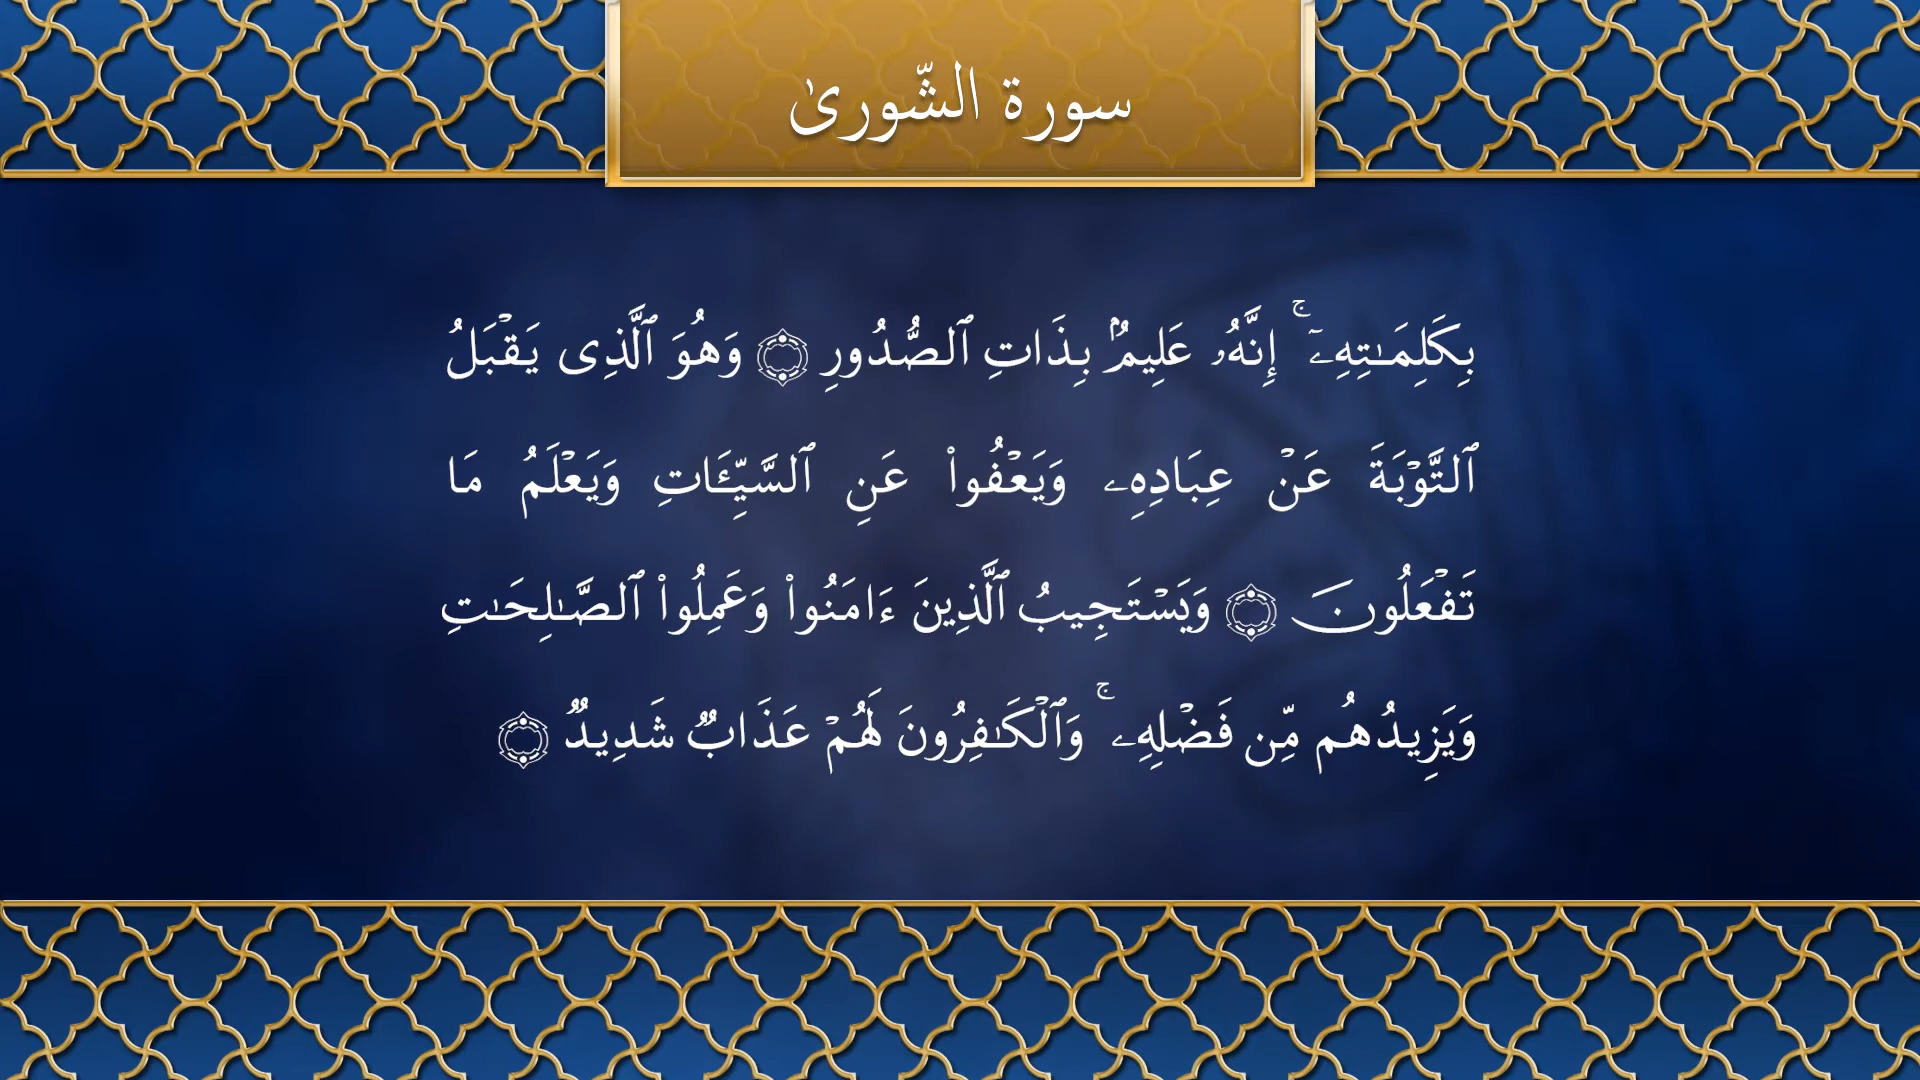 سورة الشّورىٰ
بِكَلِمَـٰتِهِۦٓ ۚ إِنَّهُۥ عَلِيمٌۢ بِذَاتِ ٱلصُّدُورِ ۝ وَهُوَ ٱلَّذِى يَقْبَلُ
ٱلتَّوْبَةَ عَنْ عِبَادِهِۦ وَيَعْفُوا۟ عَنِ ٱلسَّيِّـَٔاتِ وَيَعْلَمُ مَا
تَفْعَلُونَ ۝ وَيَسْتَجِيبُ ٱلَّذِينَ ءَامَنُوا۟ وَعَمِلُوا۟ ٱلصَّـٰلِحَـٰتِ
وَيَزِيدُهُم مِّن فَضْلِهِۦ ۚ وَٱلْكَـٰفِرُونَ لَهُمْ عَذَابٌ شَدِيدٌ ۝